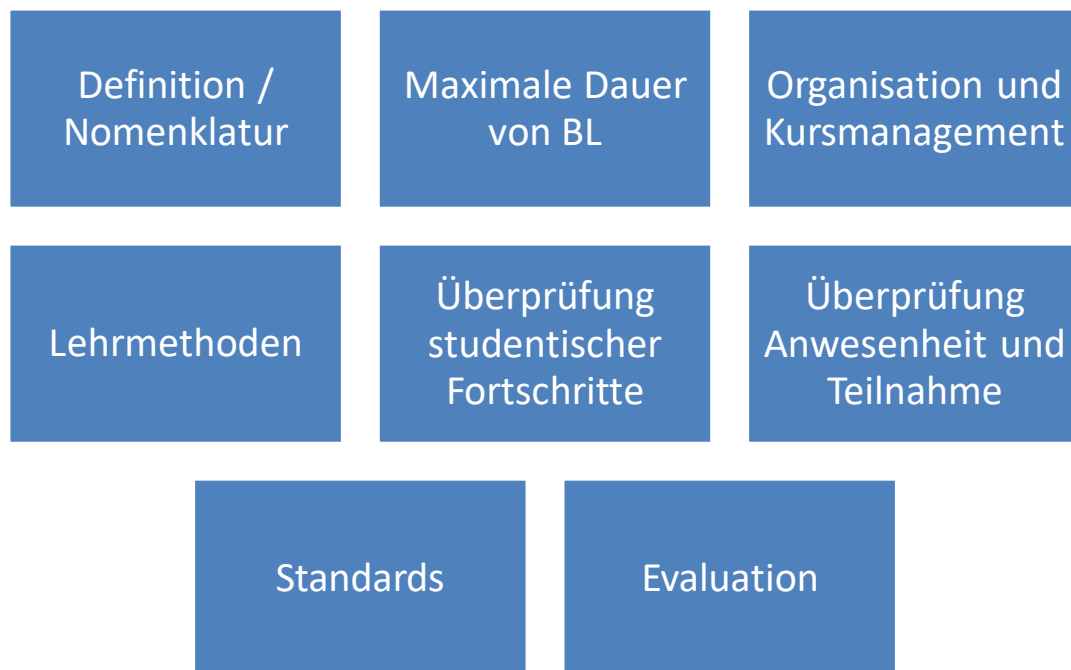 Definition /
Nomenklatur
Maximale Dauer
von BL
Organisation und
Kursmanagement
Lehrmethoden
Überprüfung
studentischer
Fortschritte
Überprüfung
Anwesenheit und
Teilnahme
Standards
Evaluation